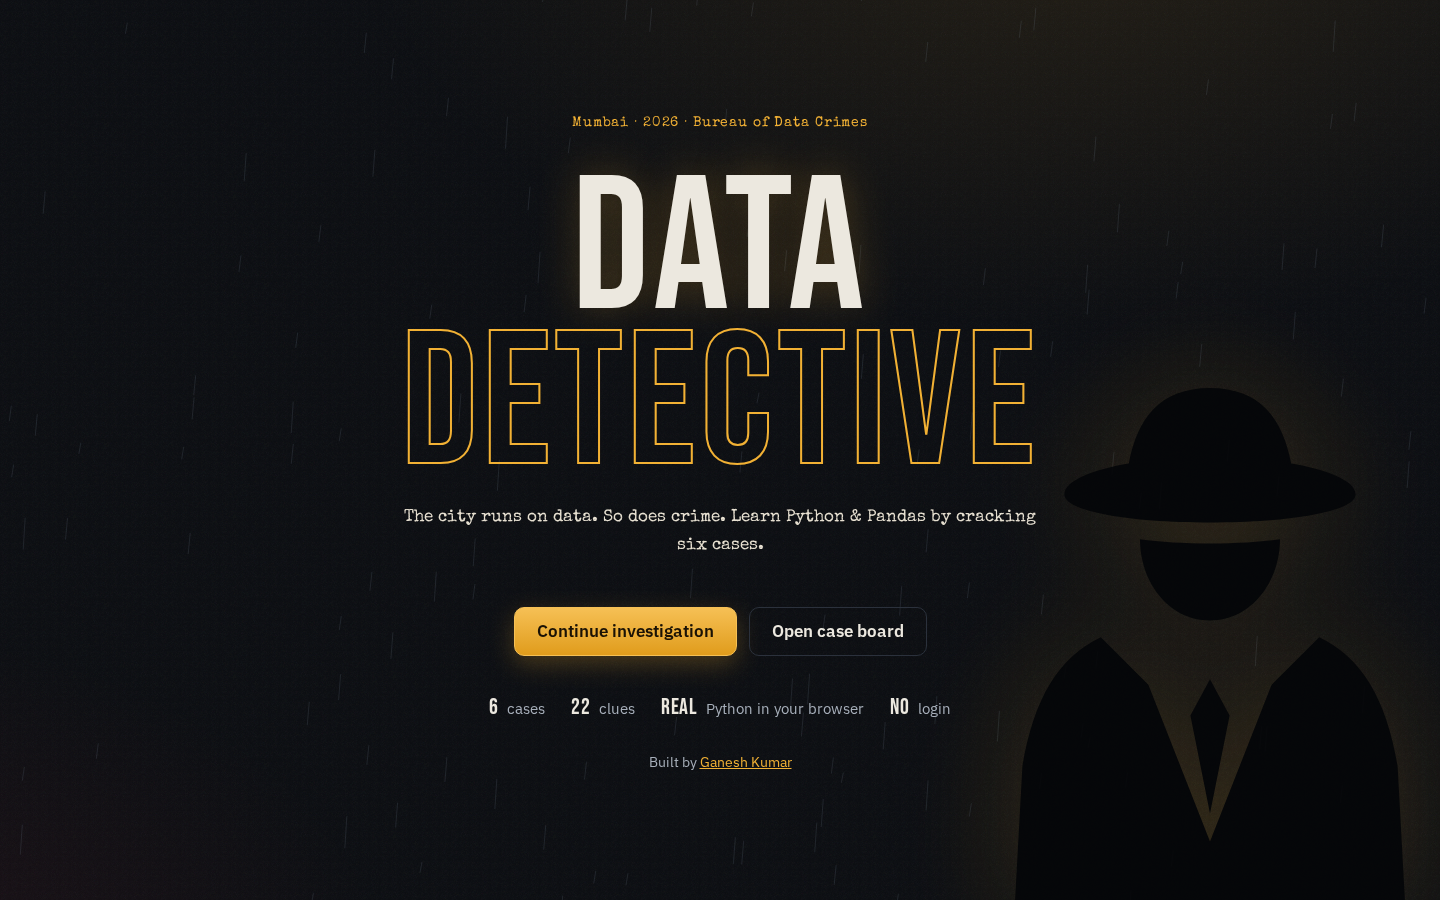 Mumbai · 2026 · Bureau of Data Crimes
DATA
DETECTIVE
The city runs on data. So does crime. Learn Python & Pandas by cracking
six cases.
Continue investigation
Open case board
6 cases 22 clues REAL Python in your browser NO login
Built by Ganesh Kumar